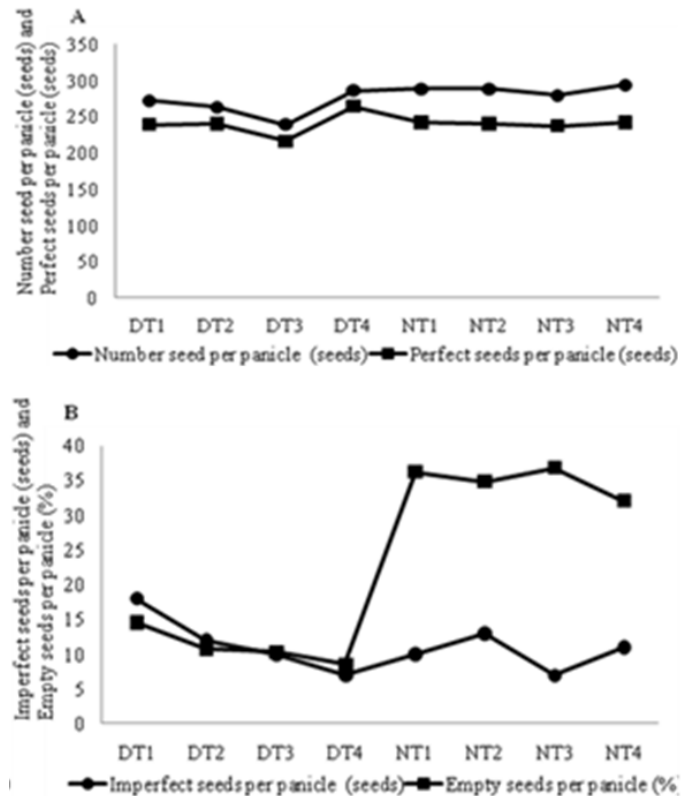 A
Number seed per panicle (seeds) and
Perfect seeds per panicle (seeds)
350
300
250
200
150
100
50
0
DT1 DT2 DT3 DT4 NT1 NT2 NT3 NT4
Number seed per panicle (seeds) Perfect seeds per panicle (seeds)
B
Imperfect seeds per panicle (seeds) and
Empty seeds per panicle (%)
40
35
30
25
20
15
10
5
0
DT1 DT2 DT3 DT4 NT1 NT2 NT3 NT4
Imperfect seeds per panicle (seeds) Empty seeds per panicle (%)